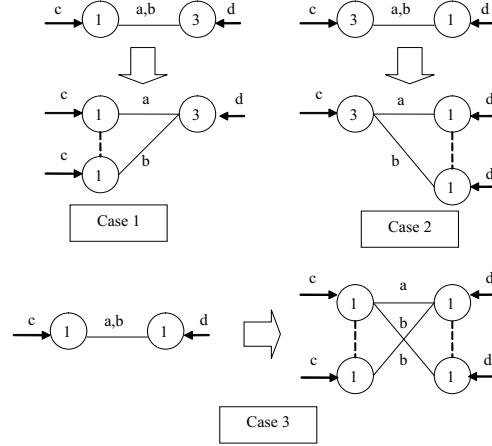 c 1 a,b 3 d
c 3 a,b 1 d
c 1 a 3 d
c 1 b
Case 1
c 3 a 1 d
b 1 d
Case 2
c 1 a,b 1 d
c 1 a 1 d
b
b
c 1 1 d
Case 3